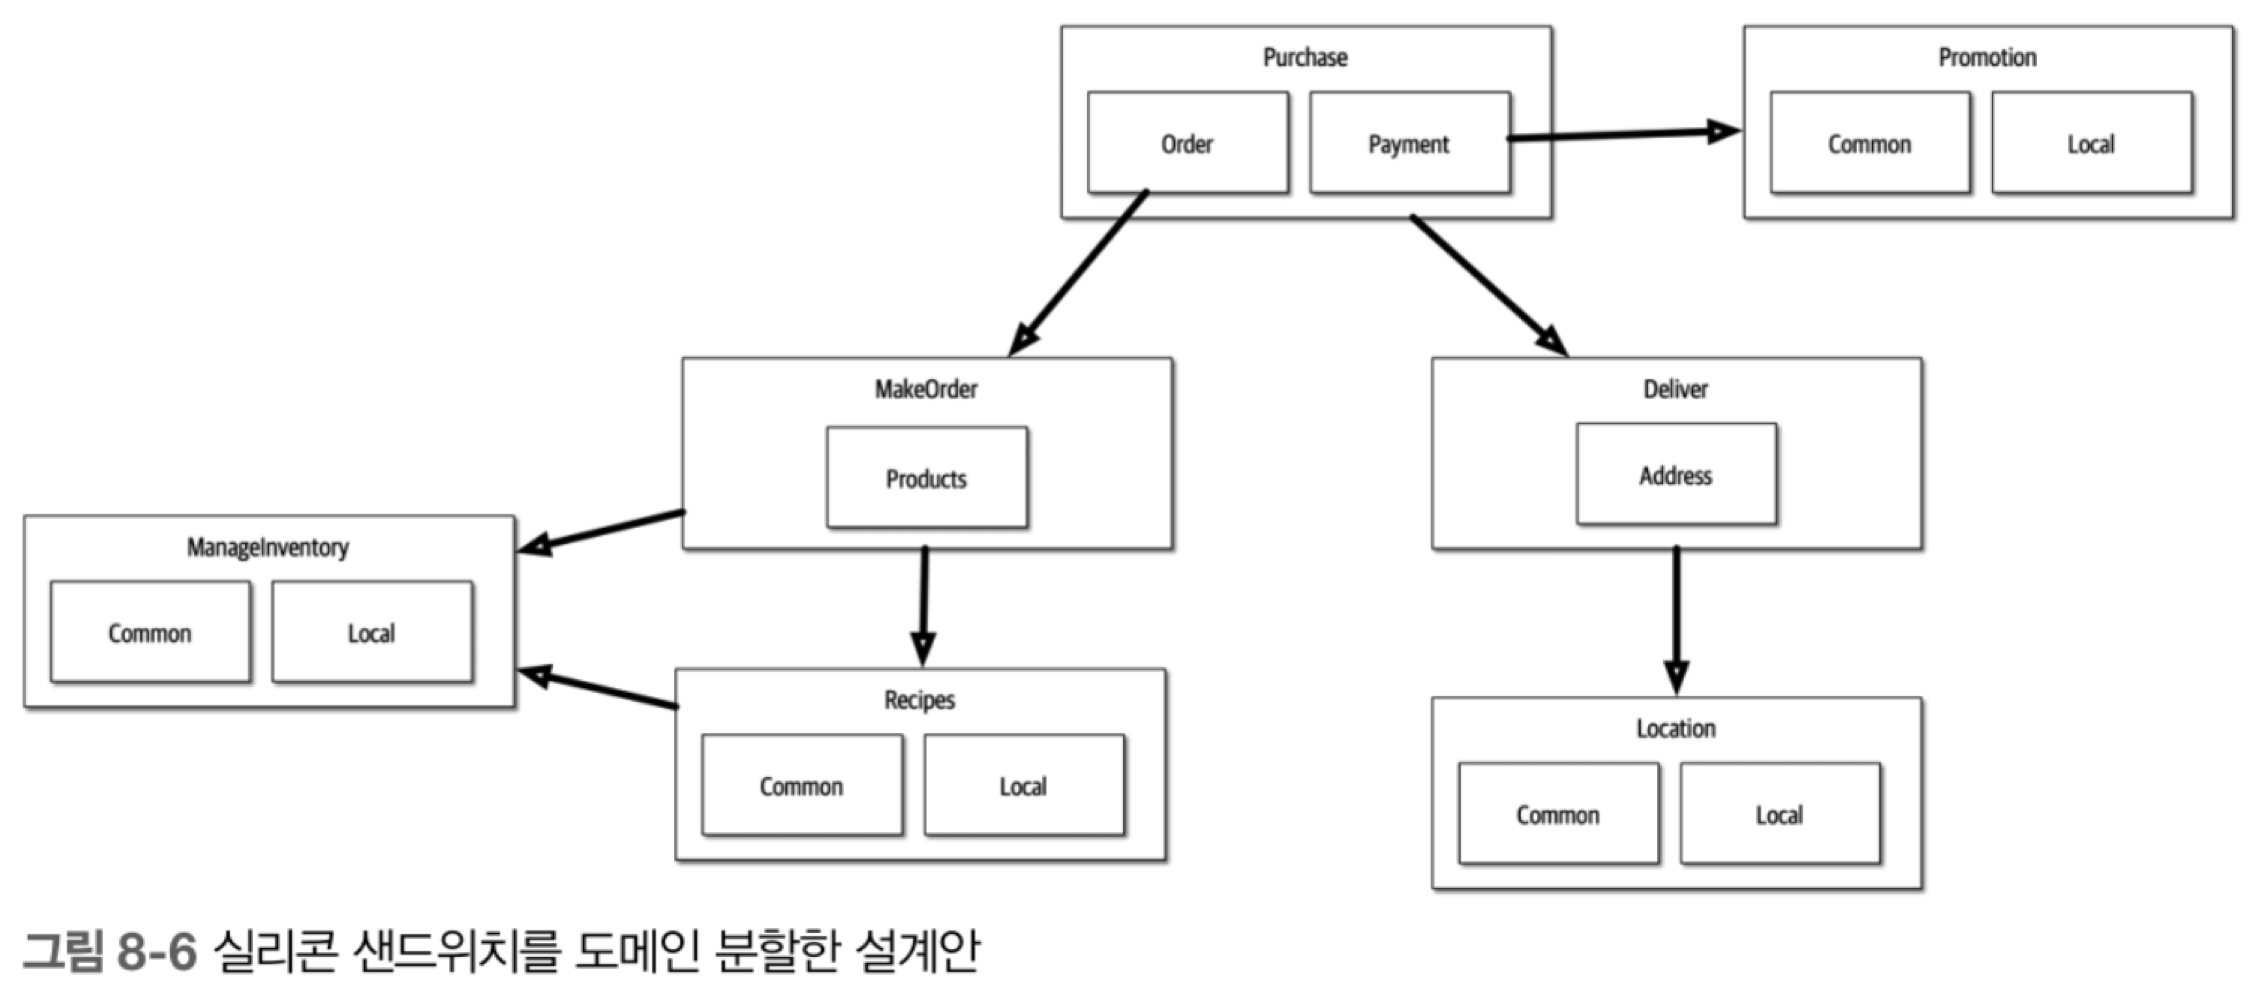 Purchase
Order
Payment
Promotion
Common
Local
MakeOrder
Products
Deliver
Address
ManageInventory
Common
Local
Recipes
Common
Local
Location
Common
Local
그림 8-6 실리콘 샌드위치를 도메인 분할한 설계안